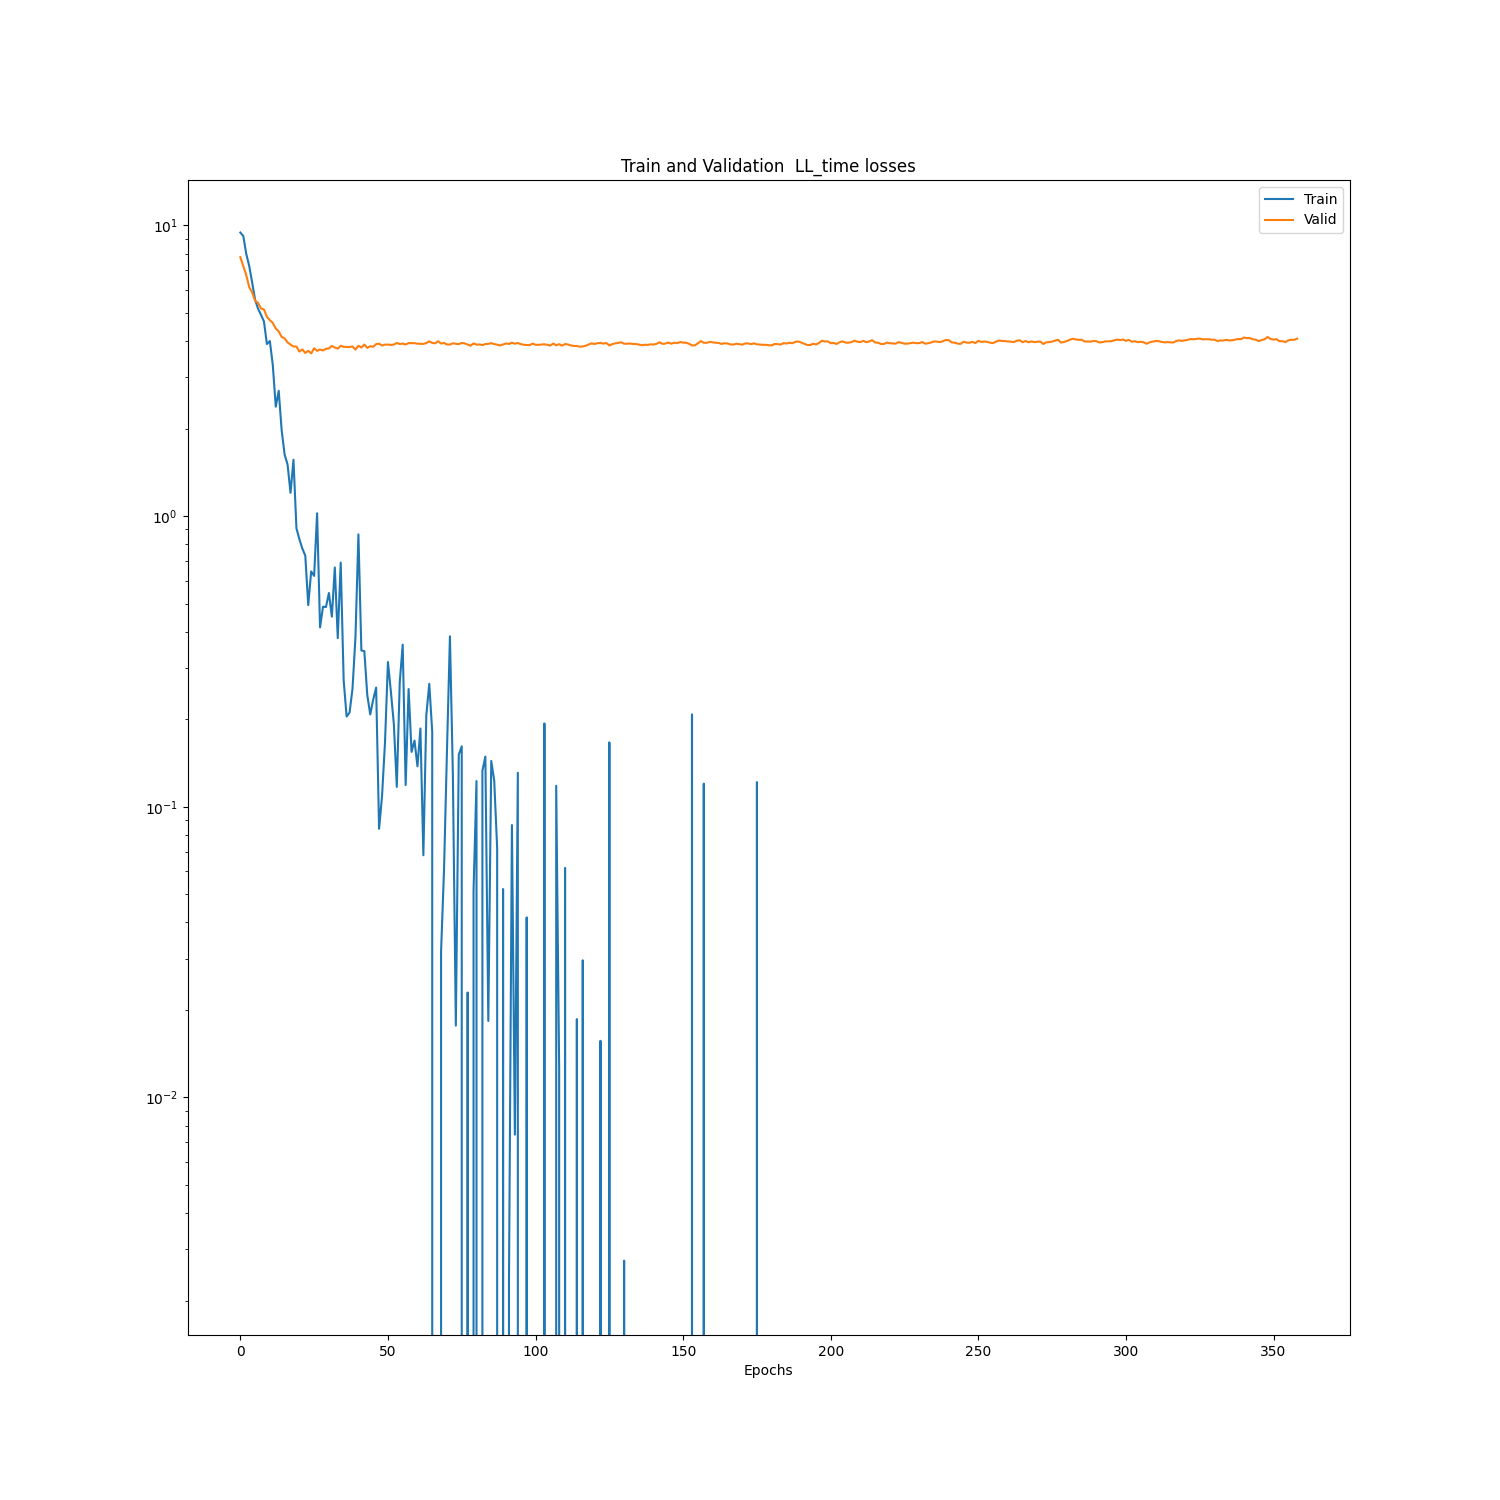 Train and Validation  LL_time losses
Train
Valid
10¹
10⁰
10⁻¹
10⁻²
0 50 100 150 200 250 300 350
Epochs